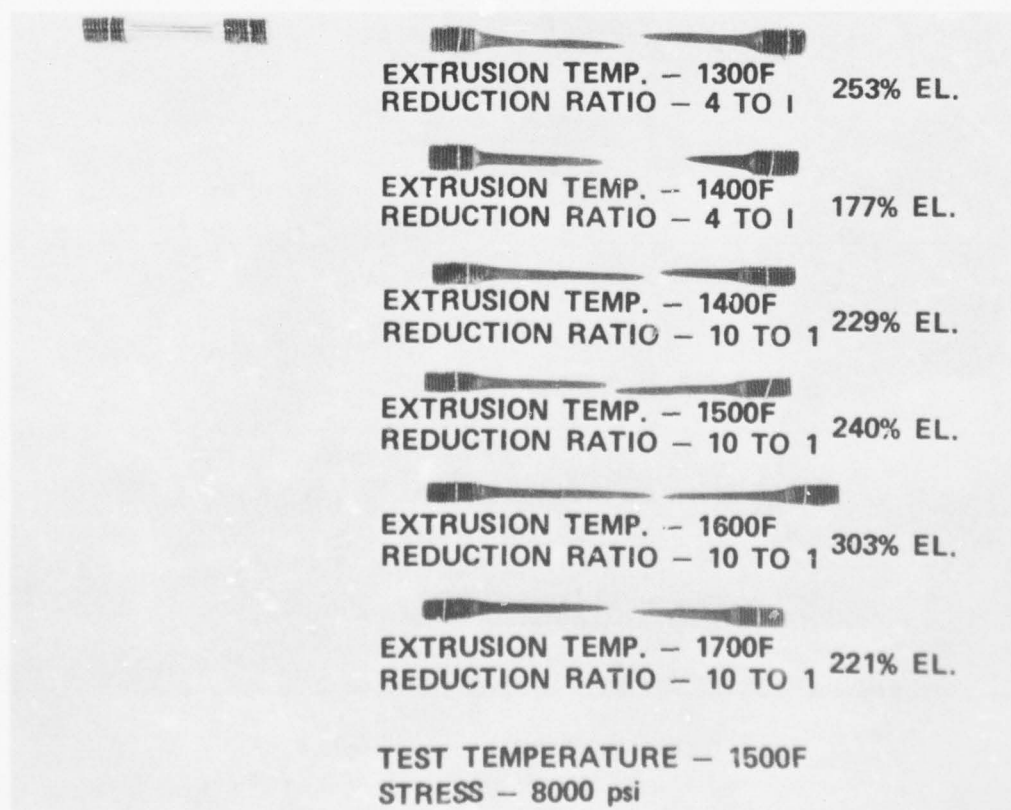 EXTRUSION TEMP. – 1300F
REDUCTION RATIO – 4 TO I
253% EL.
EXTRUSION TEMP. – 1400F
REDUCTION RATIO – 4 TO I
177% EL.
EXTRUSION TEMP. – 1400F
REDUCTION RATIO – 10 TO 1
229% EL.
EXTRUSION TEMP. – 1500F
REDUCTION RATIO – 10 TO 1
240% EL.
EXTRUSION TEMP. – 1600F
REDUCTION RATIO – 10 TO 1
303% EL.
EXTRUSION TEMP. – 1700F
REDUCTION RATIO – 10 TO 1
221% EL.
TEST TEMPERATURE – 1500F
STRESS – 8000 psi